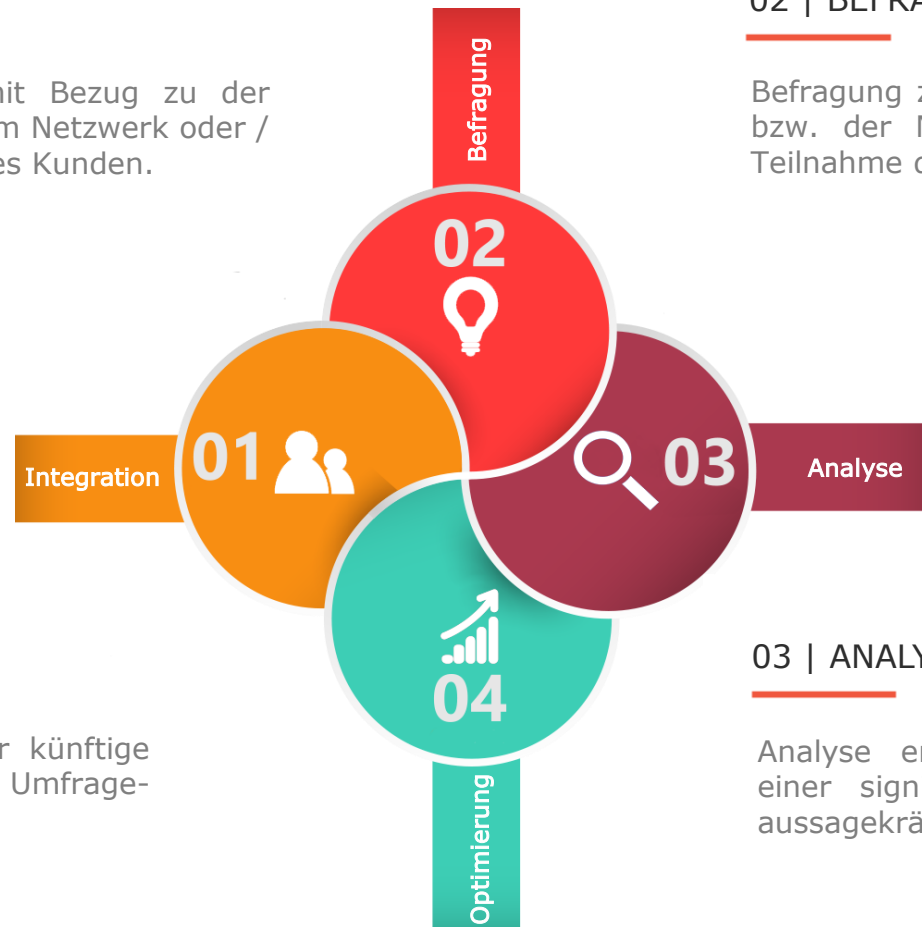 02 | BEFRA
mit Bezug zu der
m Netzwerk oder /
es Kunden.
Befragung z
bzw. der
Teilnahme
Befragung
02
Integration
01
03
Analyse
04
Optimierung
r künftige
Umfrage-
03 | ANALY
Analyse er
einer sign
aussagekrä